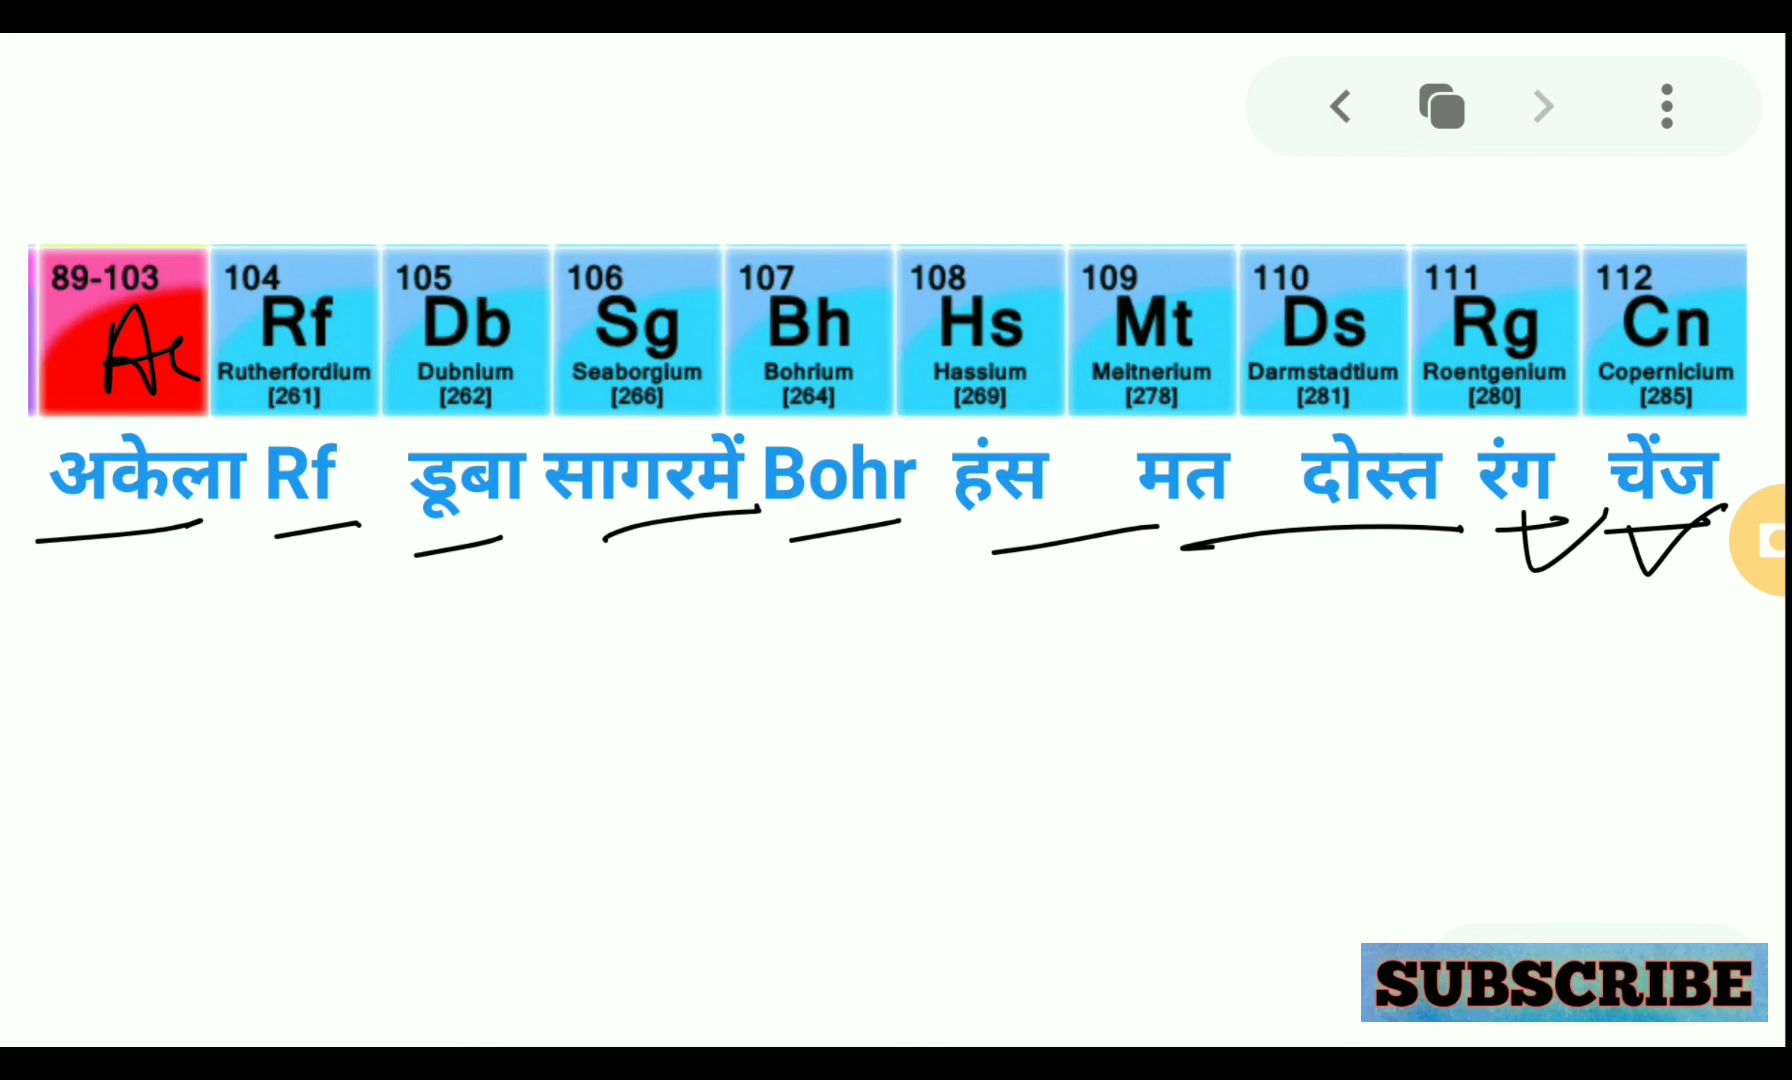 89-103 104 105 106 107 108 109 110 111 112
Ac Rf Db Sg Bh Hs Mt Ds Rg Cn
Rutherfordium Dubnium Seaborgium Bohrium Hassium Meitnerium Darmstadtium Roentgenium Copernicium
[261] [262] [266] [264] [269] [278] [281] [280] [285]
अकेला Rf डूबा सागरमें Bohr हंस मत दोस्त रंग चेंज
SUBSCRIBE